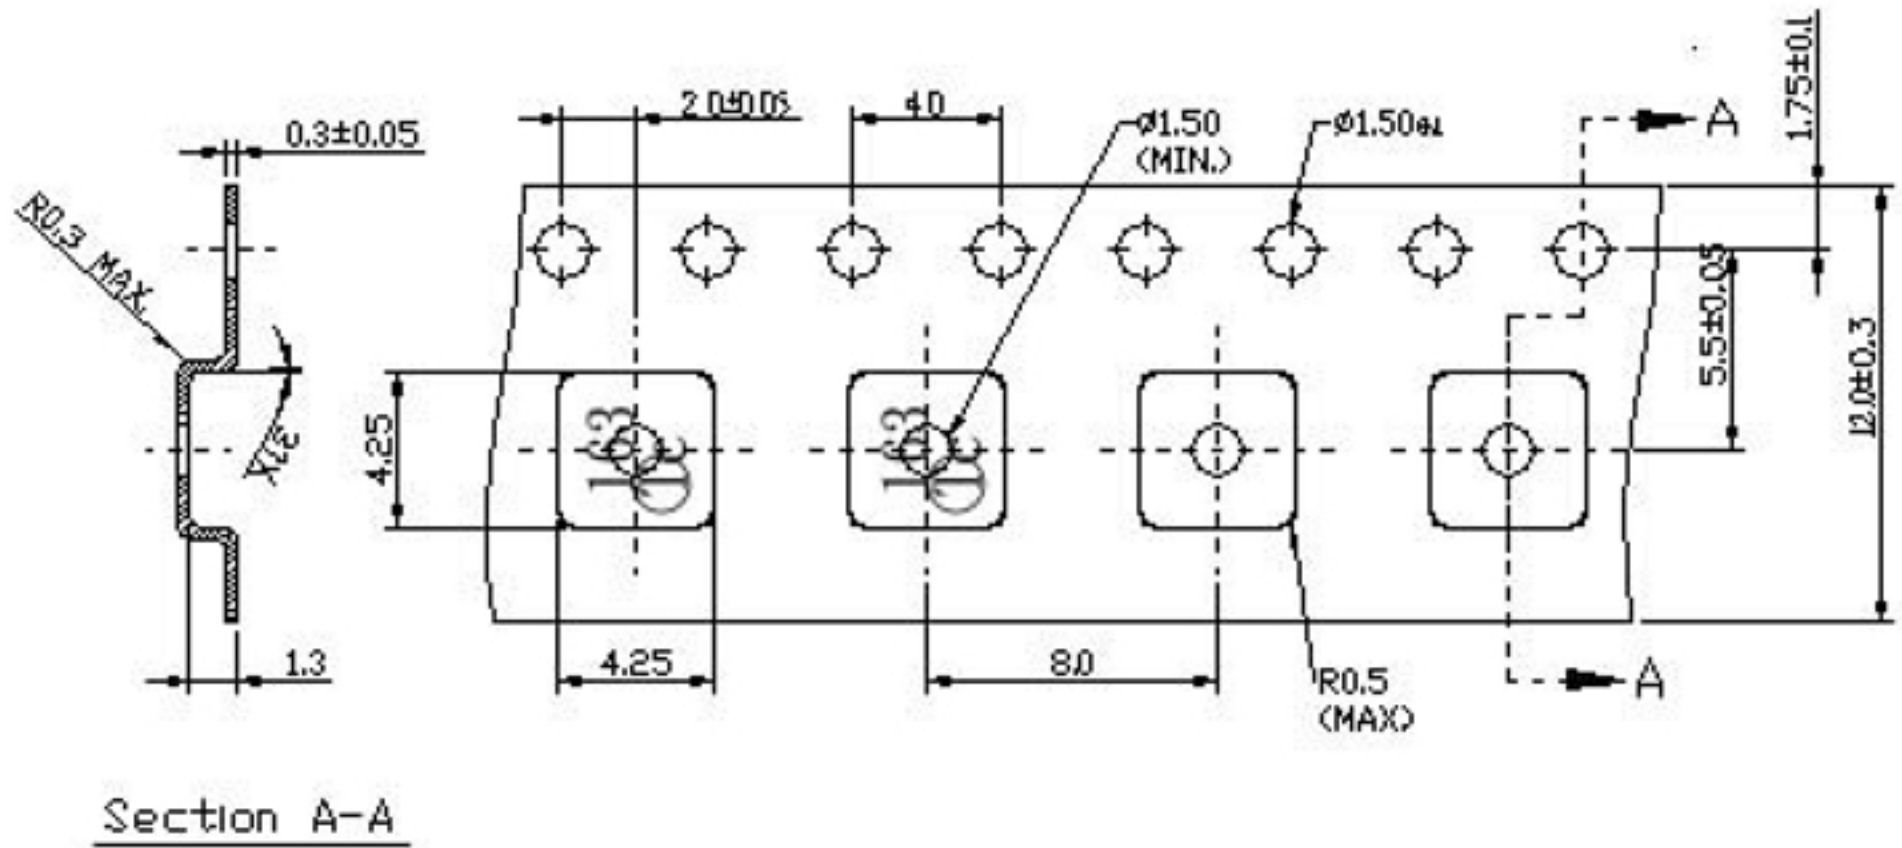 0.3±0.05
2.0±0.05
4.0
Ø1.50
(MIN.)
Ø1.50
A
1.75±0.1
R0.3 MAX.
5.5±0.05
12.0±0.3
4.25
163
163
1.3
4.25
8.0
R0.5
(MAX)
A
Section A-A